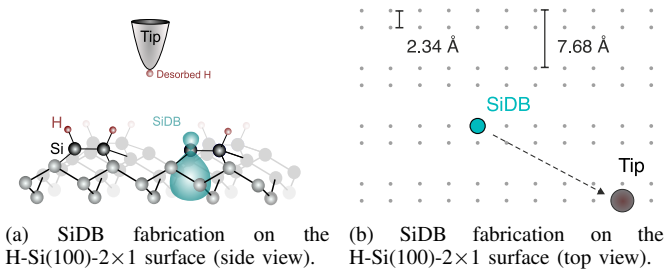 Tip
Desorbed H
H
SiDB
Si
2.34 Å
7.68 Å
SiDB
Tip
(a) SiDB fabrication on the
H-Si(100)-2×1 surface (side view).
(b) SiDB fabrication on the
H-Si(100)-2×1 surface (top view).